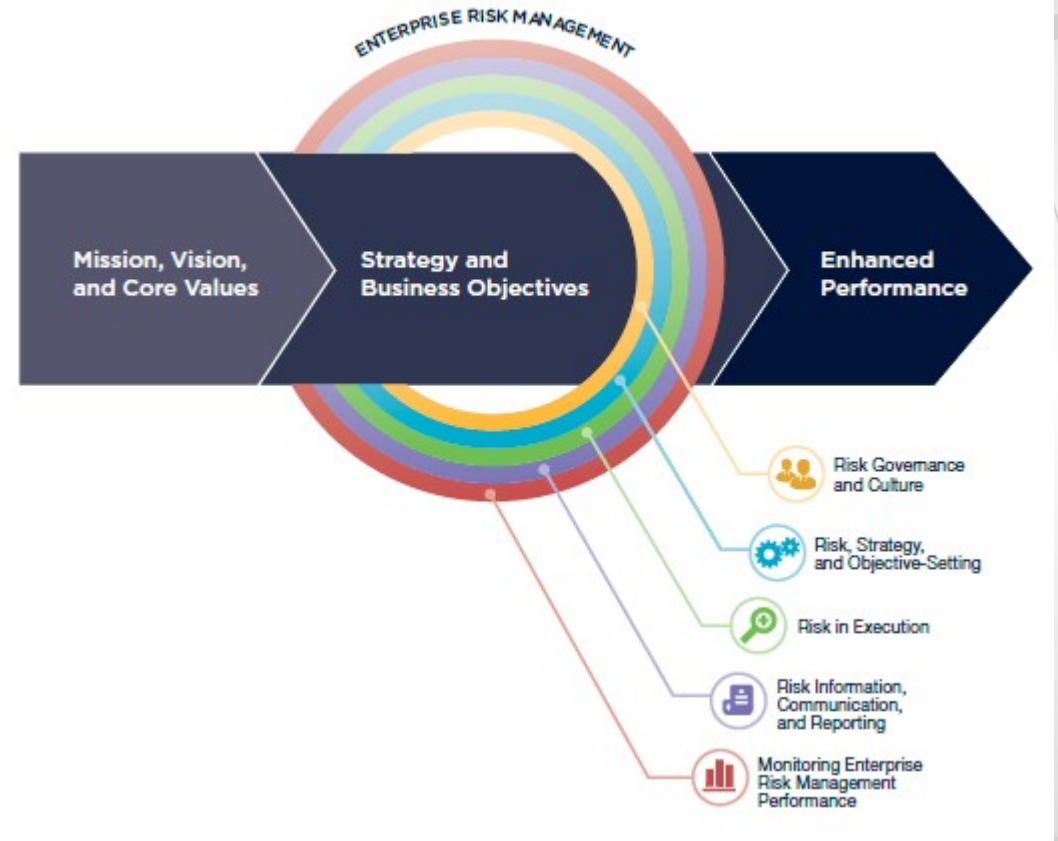 ENTERPRISE RISK MANAGEMENT
Mission, Vision,
and Core Values
Strategy and
Business Objectives
Enhanced
Performance
Risk Governance
and Culture
Risk, Strategy,
and Objective-Setting
Risk in Execution
Risk Information,
Communication,
and Reporting
Monitoring Enterprise
Risk Management
Performance